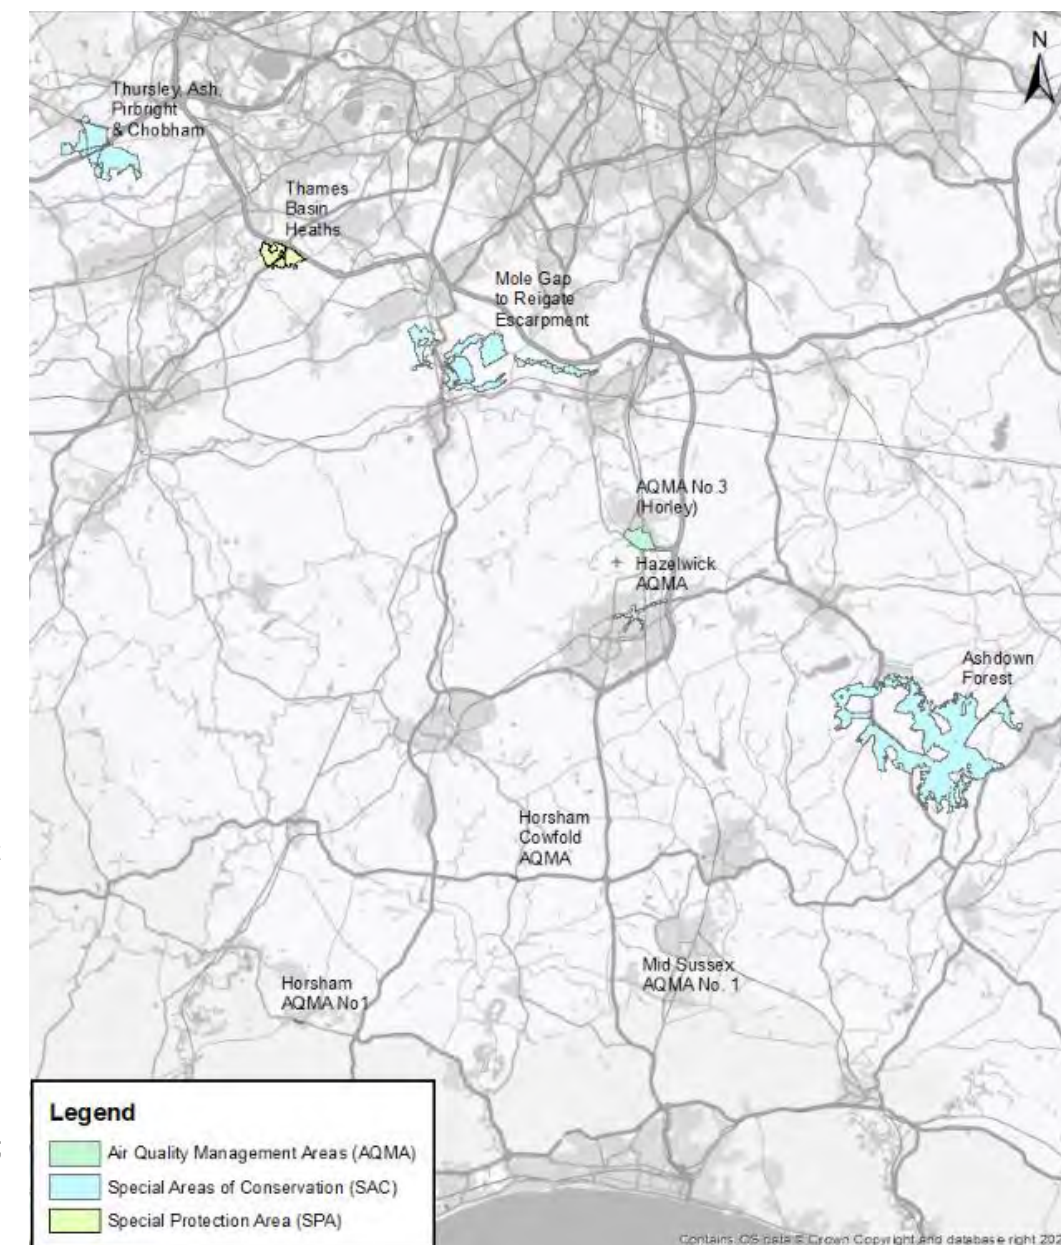 N
Thursley, Ash,
Pirbright
& Chobham
Thames
Basin
Heaths
Mole Gap
to Reigate
Escarpment
AQMA No.3
(Horley)
Hazelwick
AQMA
Ashdown
Forest
Horsham
Cowfold
AQMA
Mid Sussex
AQMA No. 1
Horsham
AQMA No1
Legend
Air Quality Management Areas (AQMA)
Special Areas of Conservation (SAC)
Special Protection Area (SPA)
Contains OS data © Crown Copyright and database right 20